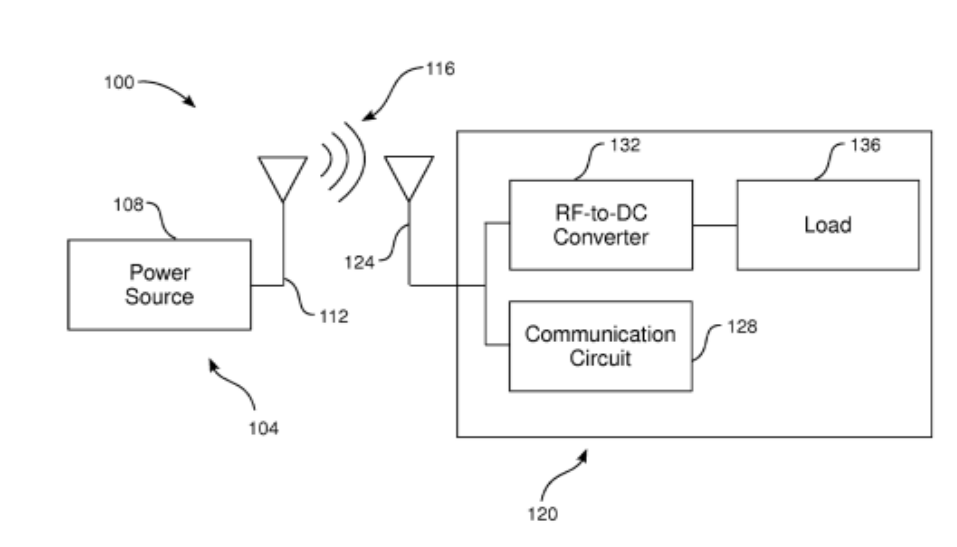 100
116
132
136
108
RF-to-DC
Converter
Load
124
Power
Source
112
Communication
Circuit
128
104
120